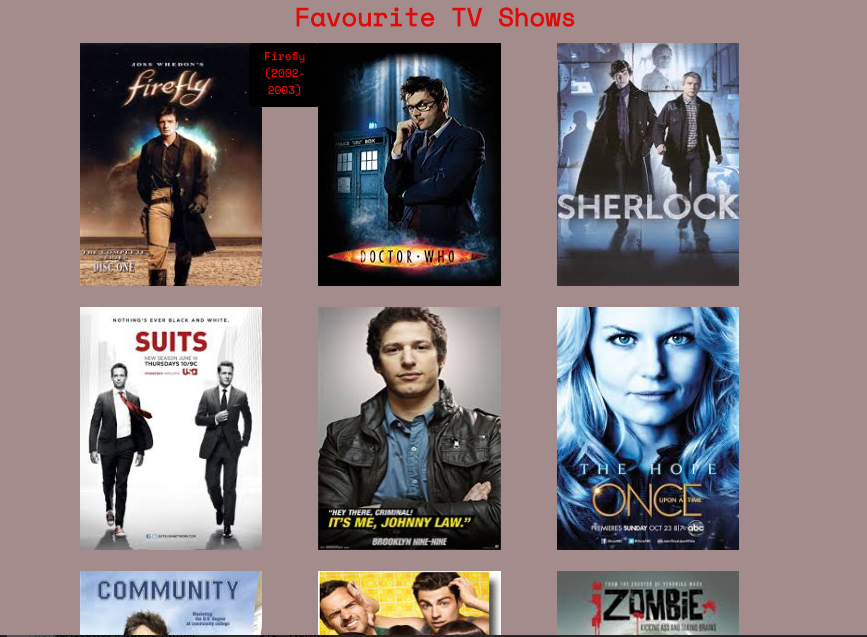 Favourite TV Shows
JOSS WHEDON'S
firefly
THE COMPLETE
DISC ONE
Firefly
(2002-
2003)
POLICE BOX
DOCTOR·WHO
SHERLOCK
NOTHING'S EVER BLACK AND WHITE.
SUITS
NEW SEASON JUNE 14
THURSDAYS 10/9C
USA
"HEY THERE, CRIMINAL!
IT'S ME, JOHNNY LAW."
BROOKLYN NINE-NINE
THE HOPE
ONCE
UPON A TIME
PREMIERES SUNDAY OCT 23 8|7c abc
COMMUNITY
FROM THE CREATOR OF VERONICA MARS
iZOMBiE
KICKING ASS AND TAKING BRAINS